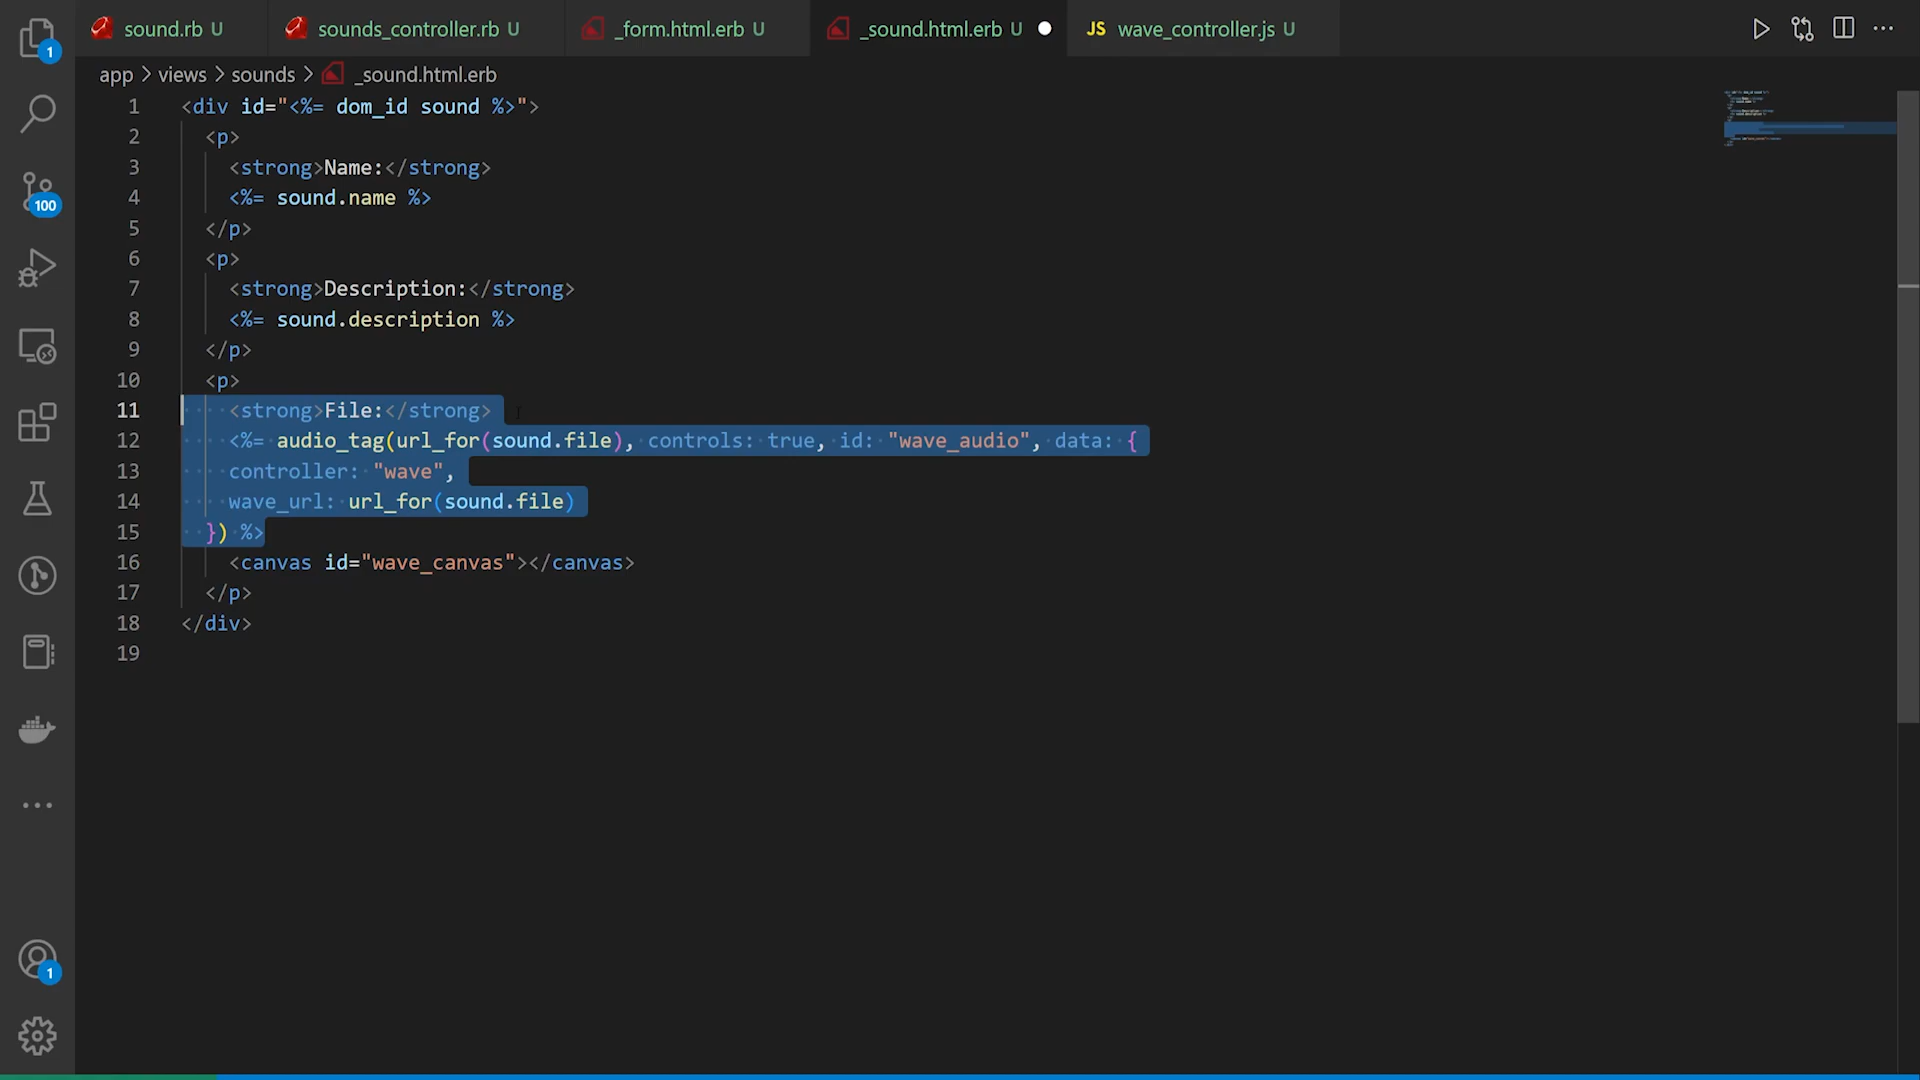 sound.rb U
sounds_controller.rb U
_form.html.erb U
_sound.html.erb U
JS wave_controller.js U
app > views > sounds > _sound.html.erb
1 <div id="<%= dom_id sound %>">
2 <p>
3 <strong>Name:</strong>
4 <%= sound.name %>
5 </p>
6 <p>
7 <strong>Description:</strong>
8 <%= sound.description %>
9 </p>
10 <p>
11 <strong>File:</strong>
12 <%= audio_tag(url_for(sound.file), controls: true, id: "wave_audio", data: {
13 controller: "wave",
14 wave_url: url_for(sound.file)
15 }) %>
16 <canvas id="wave_canvas"></canvas>
17 </p>
18 </div>
19
1
100
1